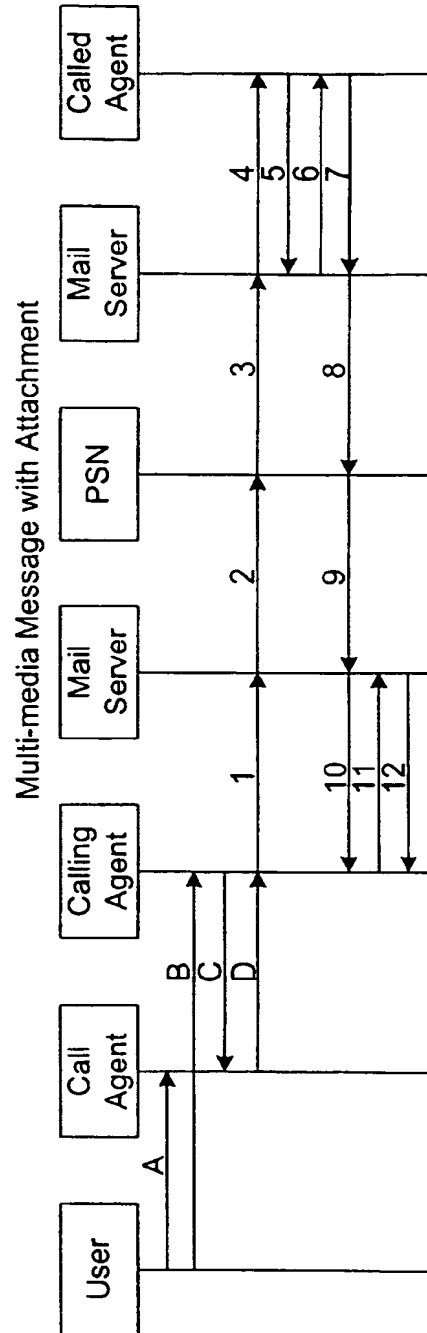 Multi-media Message with Attachment
User
Call
Agent
Calling
Agent
Mail
Server
PSN
Mail
Server
Called
Agent
A
B
C
D
1
2
3
4
5
6
7
8
9
10
11
12